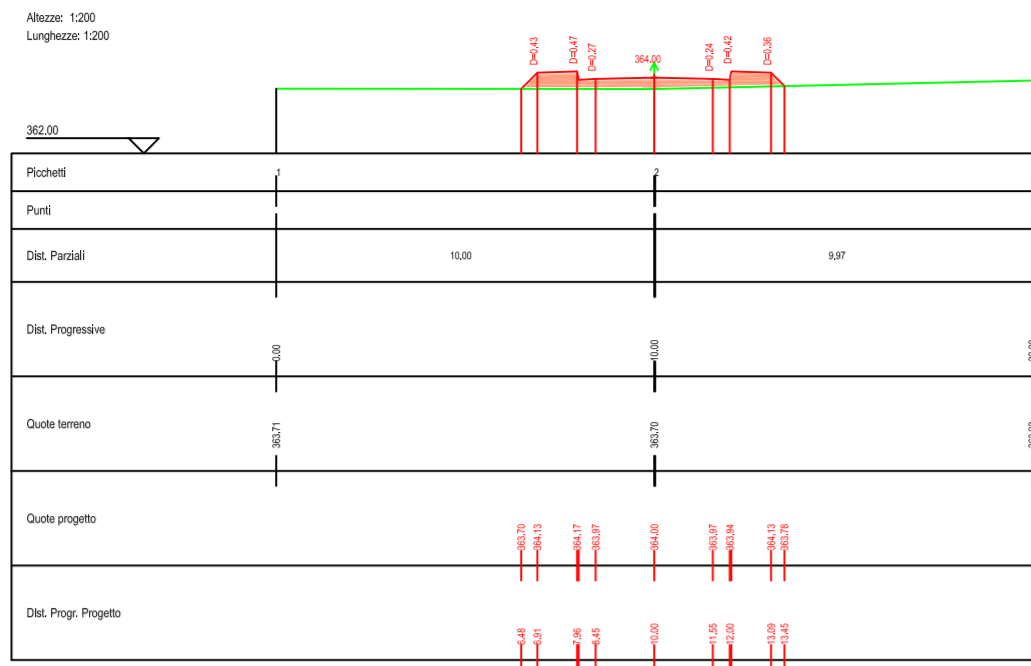 Altezze: 1:200
Lunghezze: 1:200
D=0,43
D=0,47
D=0,27
364.00
D=0,24
D=0,42
D=0,36
362.00
Picchetti 1 2
Punti
Dist. Parziali 10,00 9,97
Dist. Progressive 0.00 10.00
Quote terreno 363.71 363.70
Quote progetto 363,70 364,13 364,17 363,97 364,00 363,97 363,94 364,13 363,78
Dist. Progr. Progetto 6,48 6,91 7,96 8,45 10,00 11,55 12,00 13,09 13,45